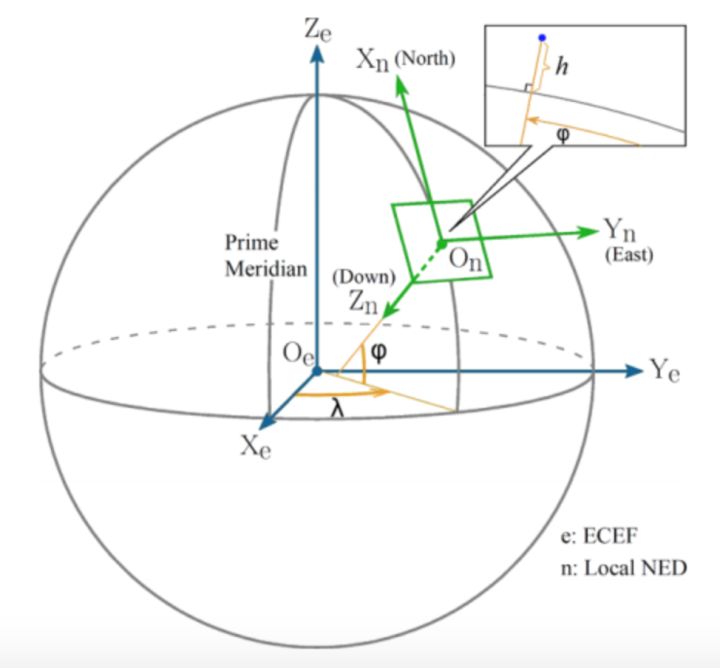 Ze
Xn (North)
h
φ
Yn
(East)
Prime
Meridian
(Down)
Zn
On
Oe
φ
Ye
λ
Xe
e: ECEF
n: Local NED